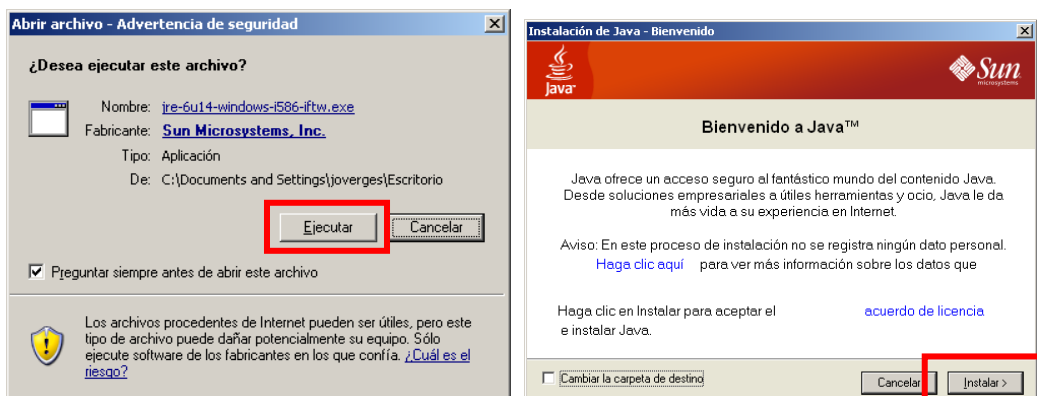 Abrir archivo - Advertencia de seguridad
¿Desea ejecutar este archivo?
Nombre: jre-6u14-windows-i586-iftw.exe
Fabricante: Sun Microsystems, Inc.
Tipo: Aplicación
De: C:\Documents and Settings\joverges\Escritorio
Ejecutar Cancelar
Preguntar siempre antes de abrir este archivo
Los archivos procedentes de Internet pueden ser útiles, pero este
tipo de archivo puede dañar potencialmente su equipo. Sólo
ejecute software de los fabricantes en los que confía. ¿Cuál es el
riesgo?
Instalación de Java - Bienvenido
Java
Sun
microsystems
Bienvenido a Java™
Java ofrece un acceso seguro al fantástico mundo del contenido Java.
Desde soluciones empresariales a útiles herramientas y ocio, Java le da
más vida a su experiencia en Internet.
Aviso: En este proceso de instalación no se registra ningún dato personal.
Haga clic aquí para ver más información sobre los datos que
Haga clic en Instalar para aceptar el acuerdo de licencia
e instalar Java.
Cambiar la carpeta de destino
Cancelar Instalar >